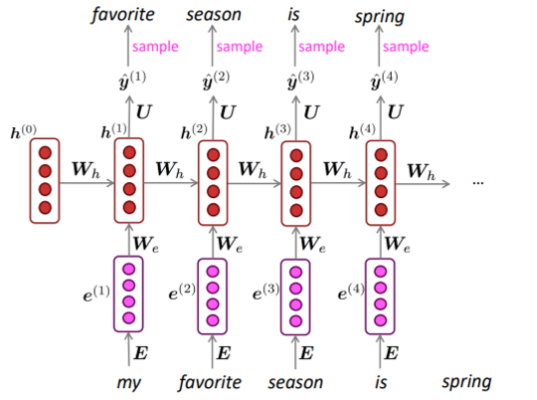 favorite season is spring
sample sample sample sample
ŷ⁽¹⁾ ŷ⁽²⁾ ŷ⁽³⁾ ŷ⁽⁴⁾
U U U U
h⁽⁰⁾ h⁽¹⁾ h⁽²⁾ h⁽³⁾ h⁽⁴⁾
Wₕ Wₕ Wₕ Wₕ Wₕ ...
Wₑ Wₑ Wₑ Wₑ
e⁽¹⁾ e⁽²⁾ e⁽³⁾ e⁽⁴⁾
E E E E
my favorite season is spring